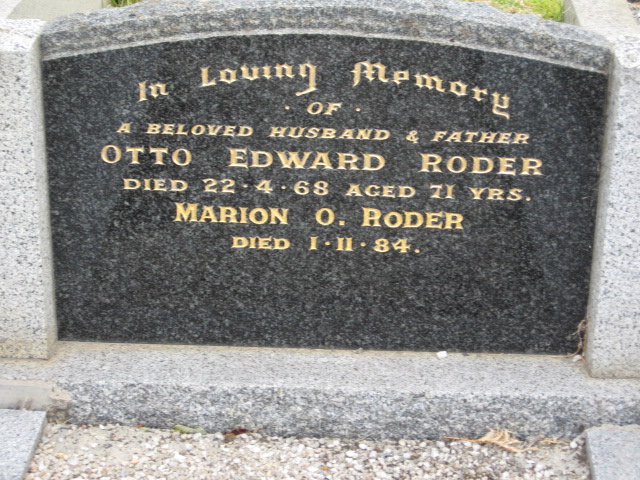 In Loving Memory
· OF ·
A BELOVED HUSBAND & FATHER
OTTO EDWARD RODER
DIED 22·4·68 AGED 71 YRS.
MARION O. RODER
DIED 1·11·84.